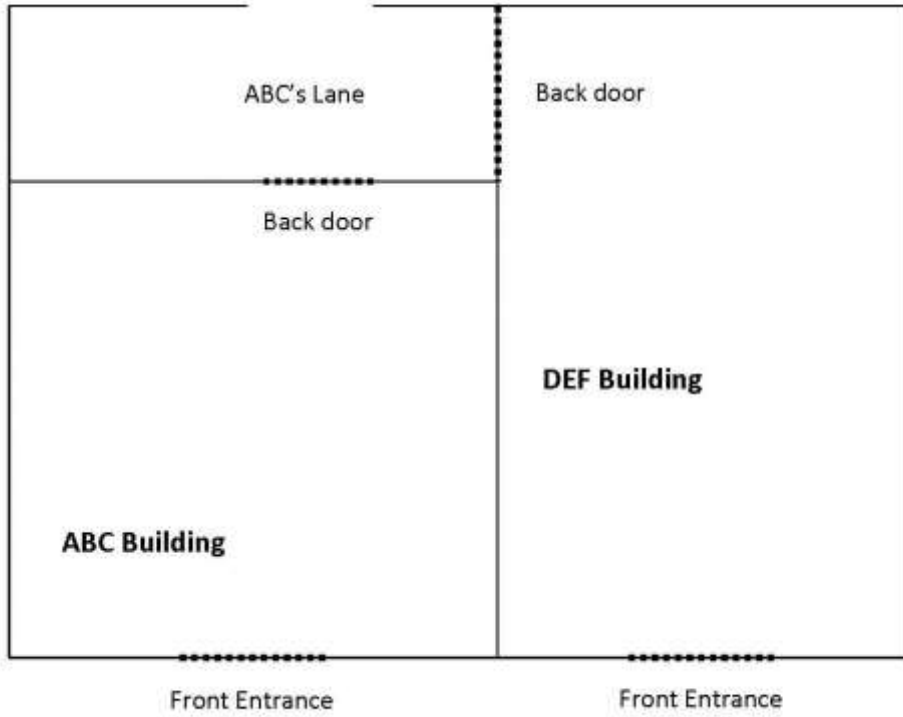 ABC’s Lane
Back door
Back door
DEF Building
ABC Building
Front Entrance
Front Entrance